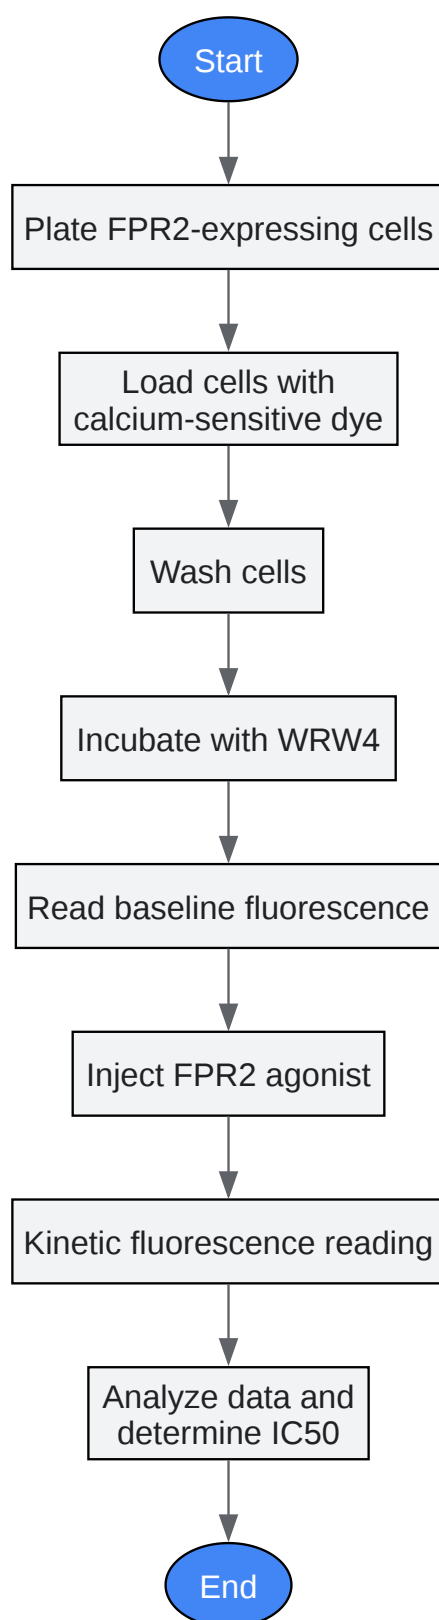 Start
Plate FPR2-expressing cells
Load cells with
calcium-sensitive dye
Wash cells
Incubate with WRW4
Read baseline fluorescence
Inject FPR2 agonist
Kinetic fluorescence reading
Analyze data and
determine IC50
End